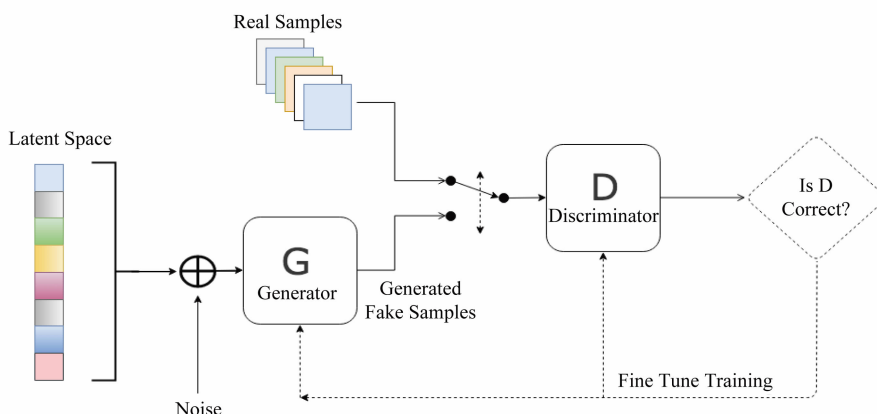 Real Samples
Latent Space
G
Generator
Noise
Generated
Fake Samples
D
Discriminator
Is D
Correct?
Fine Tune Training